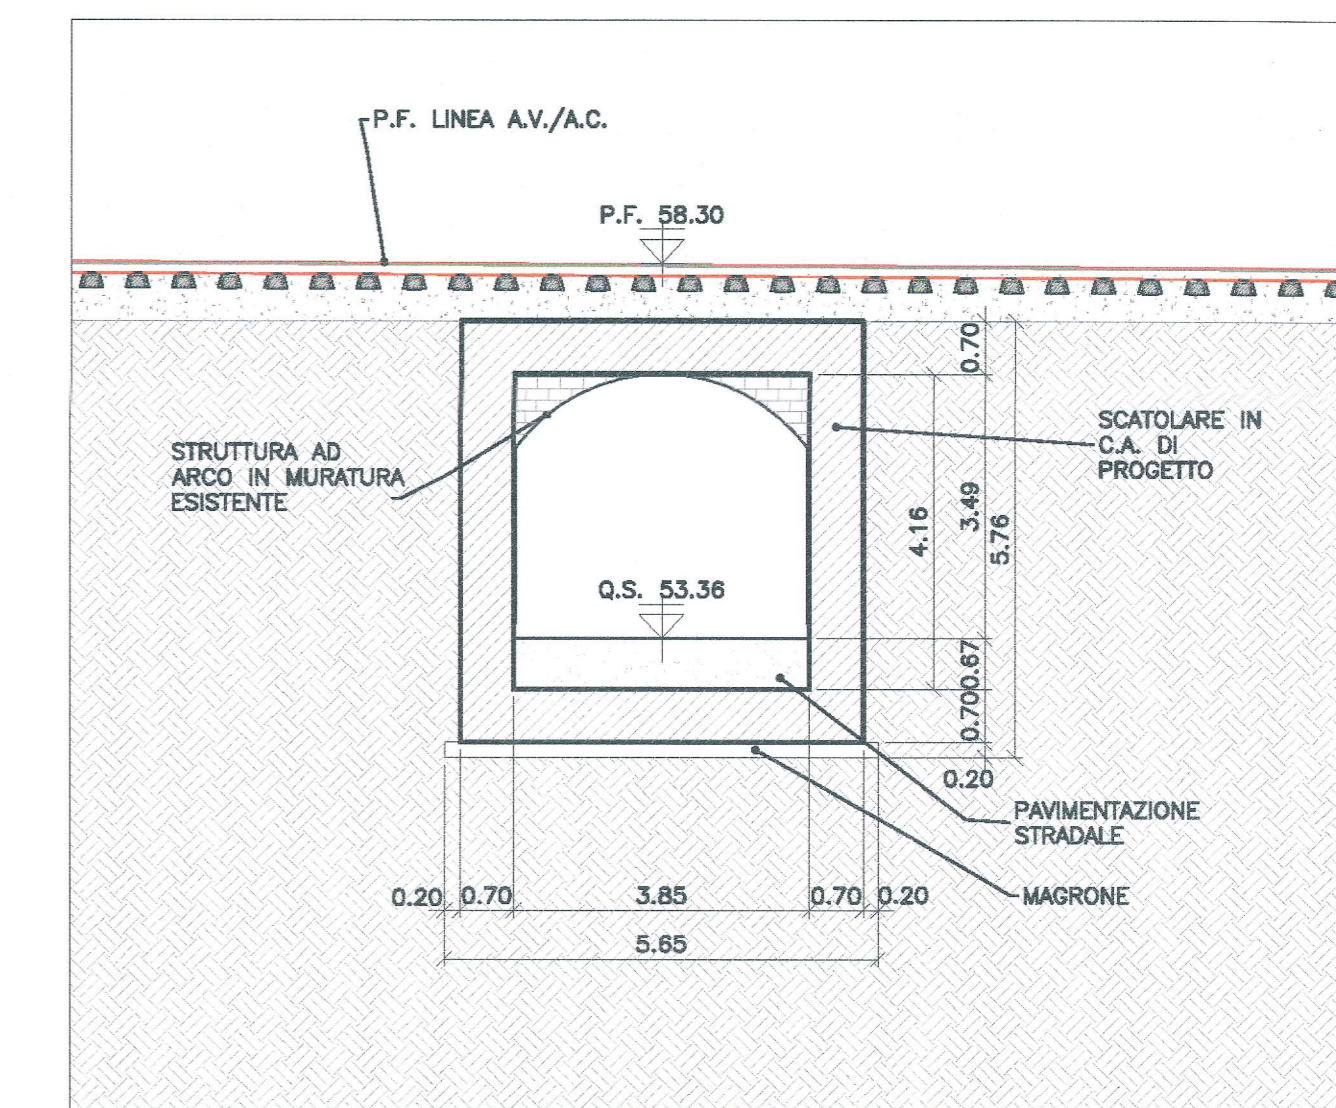 P.F. LINEA A.V./A.C.
P.F. 58.30
0.70
STRUTTURA AD
ARCO IN MURATURA
ESISTENTE
SCATOLARE IN
C.A. DI
PROGETTO
4.16
3.49
5.76
Q.S. 53.36
0.67
0.70
0.20
PAVIMENTAZIONE
STRADALE
MAGRONE
0.20 0.70 3.85 0.70 0.20
5.65